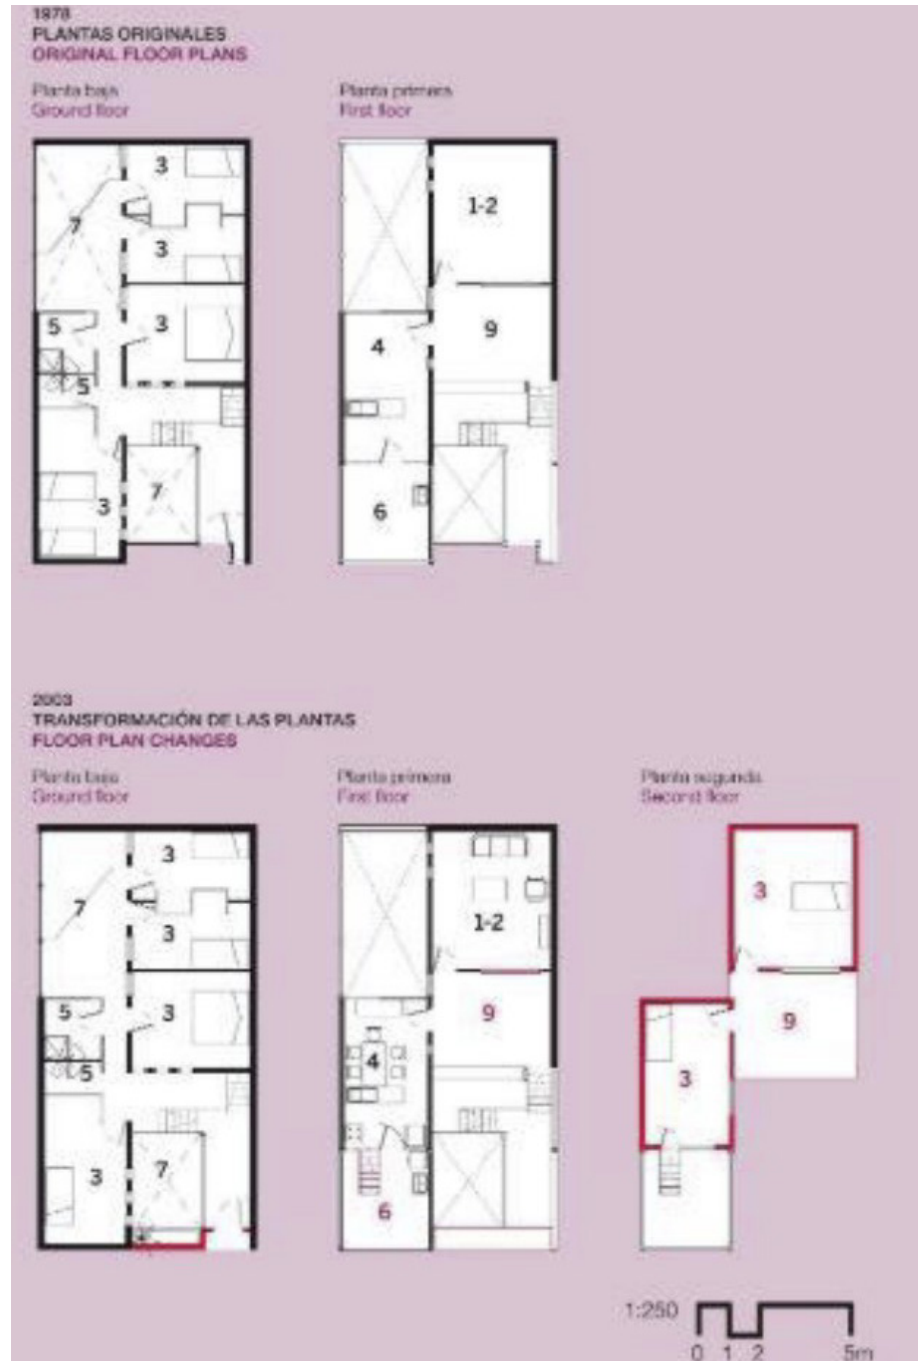 1978
PLANTAS ORIGINALES
ORIGINAL FLOOR PLANS
Planta baja
Ground floor
Planta primera
First floor
3
7
3
5
3
5
7
3
1-2
4
9
6
2003
TRANSFORMACIÓN DE LAS PLANTAS
FLOOR PLAN CHANGES
Planta baja
Ground floor
Planta primera
First floor
Planta segunda
Second floor
3
7
3
5
3
5
3
7
1-2
9
4
6
3
9
3
1:250
0 1 2 5m